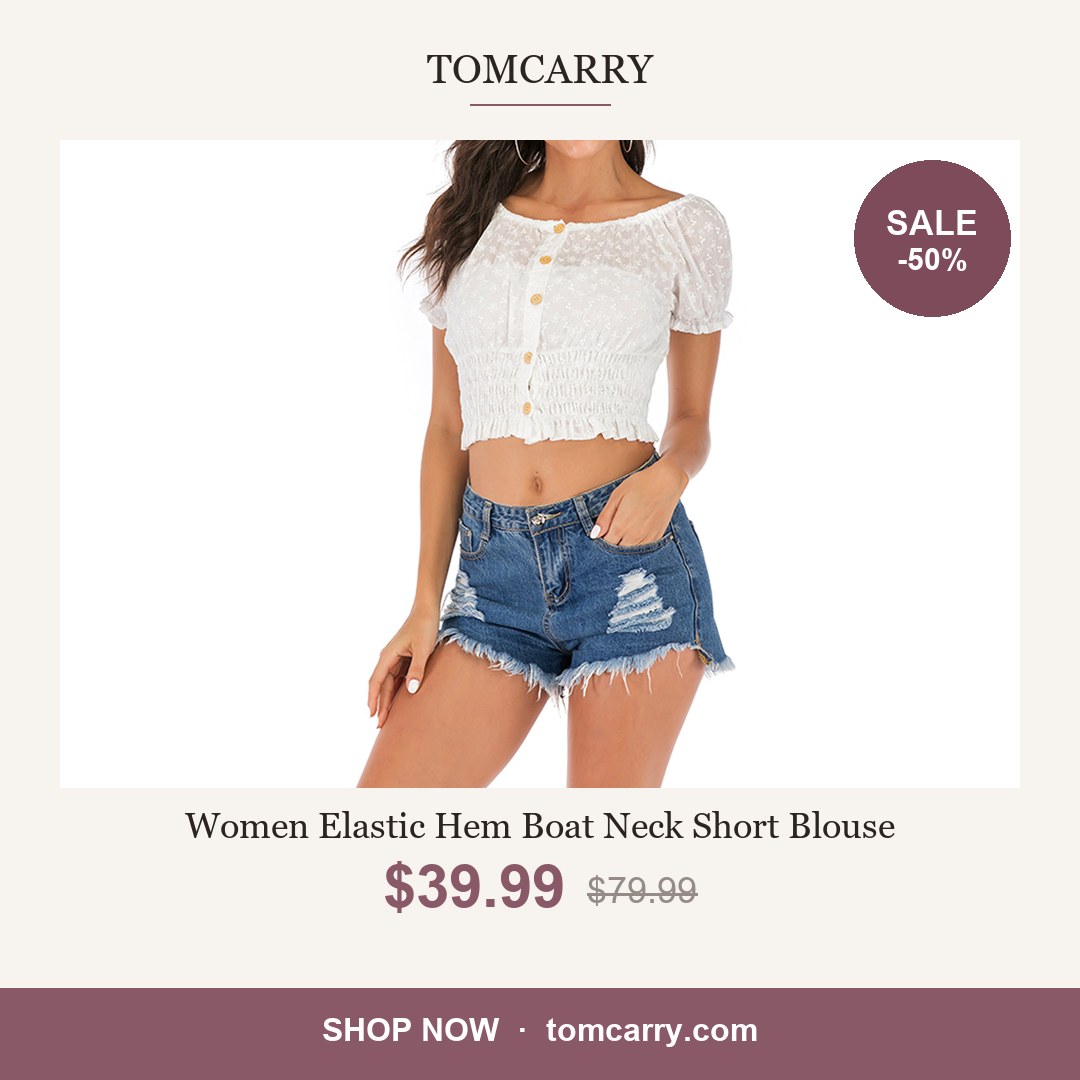 TOMCARRY
SALE
-50%
Women Elastic Hem Boat Neck Short Blouse
$39.99 $79.99
SHOP NOW · tomcarry.com